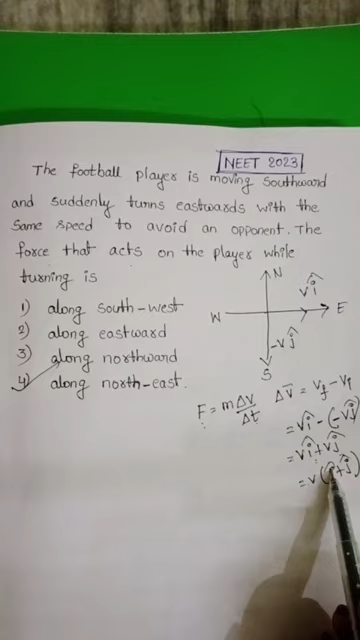 NEET 2023
The football player is moving southward
and suddenly turns eastwards with the
same speed to avoid an opponent. The
force that acts on the player while
turning is
1) along south-west
2) along eastward
3) along northward
4) along north-east.
N
vî
W
E
-vĵ
S
F = mΔv/Δt
Δv̅ = vf - vi
= vî - (-vĵ)
= vî + vĵ
= v(î+ĵ)